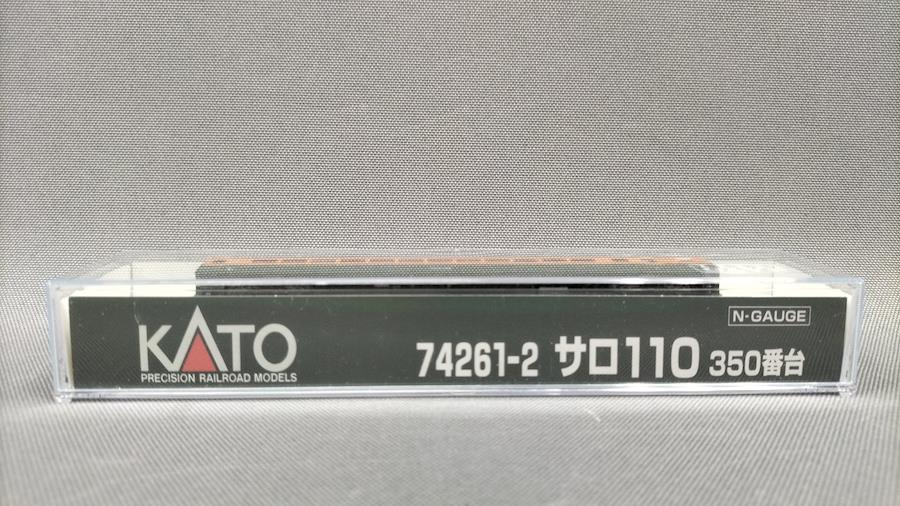 KATO
PRECISION RAILROAD MODELS
74261-2 サロ110 350番台
N-GAUGE